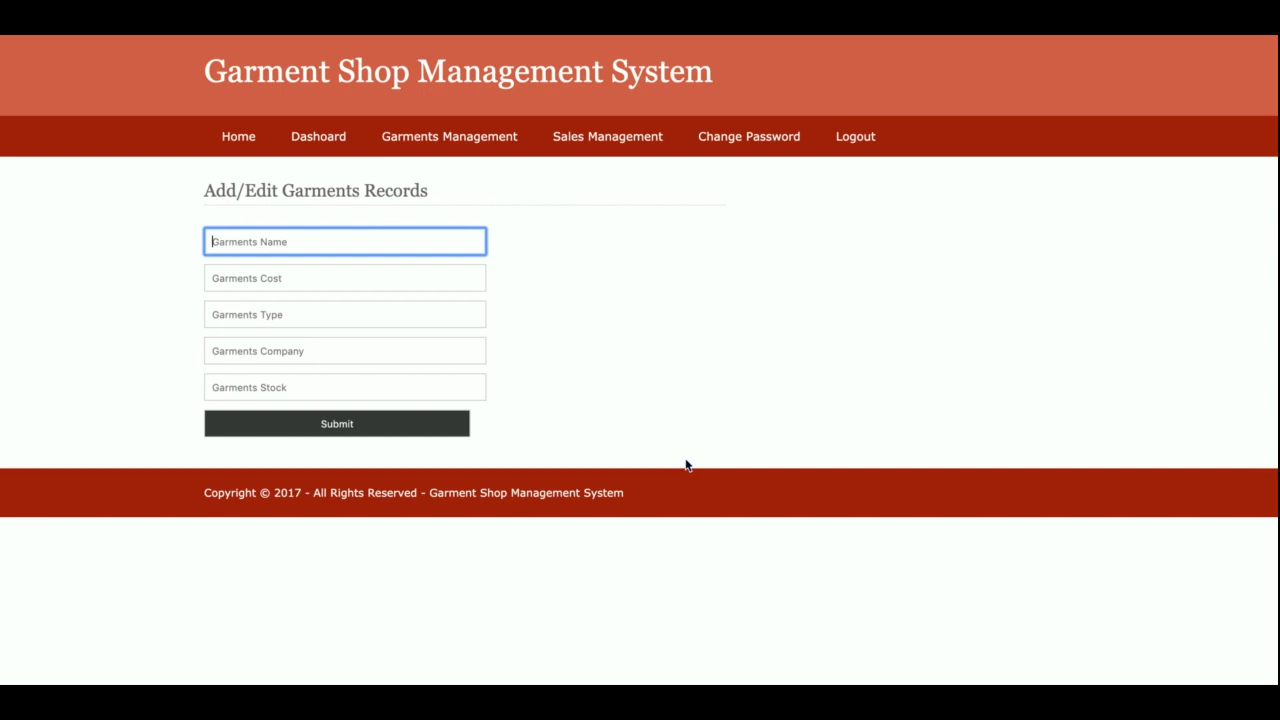 Garment Shop Management System
Home Dashoard Garments Management Sales Management Change Password Logout
Add/Edit Garments Records
Garments Name
Garments Cost
Garments Type
Garments Company
Garments Stock
Submit
Copyright © 2017 - All Rights Reserved - Garment Shop Management System